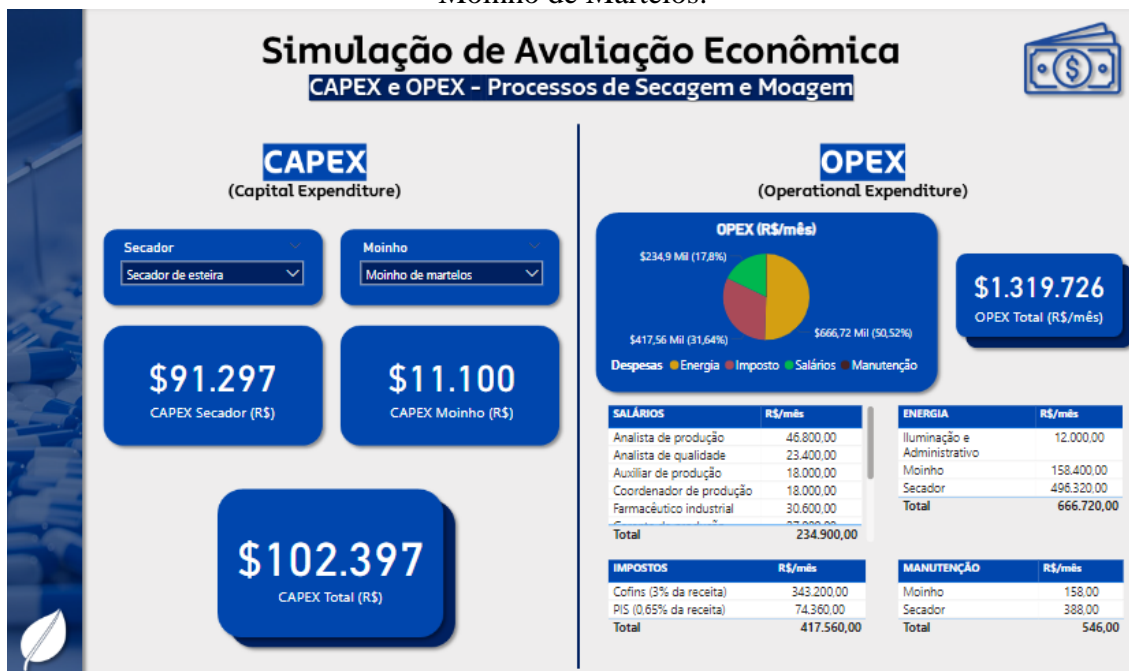 Moinho de Martelos.
Simulação de Avaliação Econômica
CAPEX e OPEX - Processos de Secagem e Moagem
CAPEX
(Capital Expenditure)
Secador
Secador de esteira
Moinho
Moinho de martelos
$91.297
CAPEX Secador (R$)
$11.100
CAPEX Moinho (R$)
$102.397
CAPEX Total (R$)
OPEX
(Operational Expenditure)
OPEX (R$/mês)
$234,9 Mil (17,8%)
$417,56 Mil (31,64%)
$666,72 Mil (50,52%)
Despesas Energia Imposto Salários Manutenção
$1.319.726
OPEX Total (R$/mês)
SALÁRIOS R$/mês
Analista de produção 46.800,00
Analista de qualidade 23.400,00
Auxiliar de produção 18.000,00
Coordenador de produção 18.000,00
Farmacêutico industrial 30.600,00
Total 234.900,00
ENERGIA R$/mês
Iluminação e 12.000,00
Administrativo
Moinho 158.400,00
Secador 496.320,00
Total 666.720,00
IMPOSTOS R$/mês
Cofins (3% da receita) 343.200,00
PIS (0,65% da receita) 74.360,00
Total 417.560,00
MANUTENÇÃO R$/mês
Moinho 158,00
Secador 388,00
Total 546,00